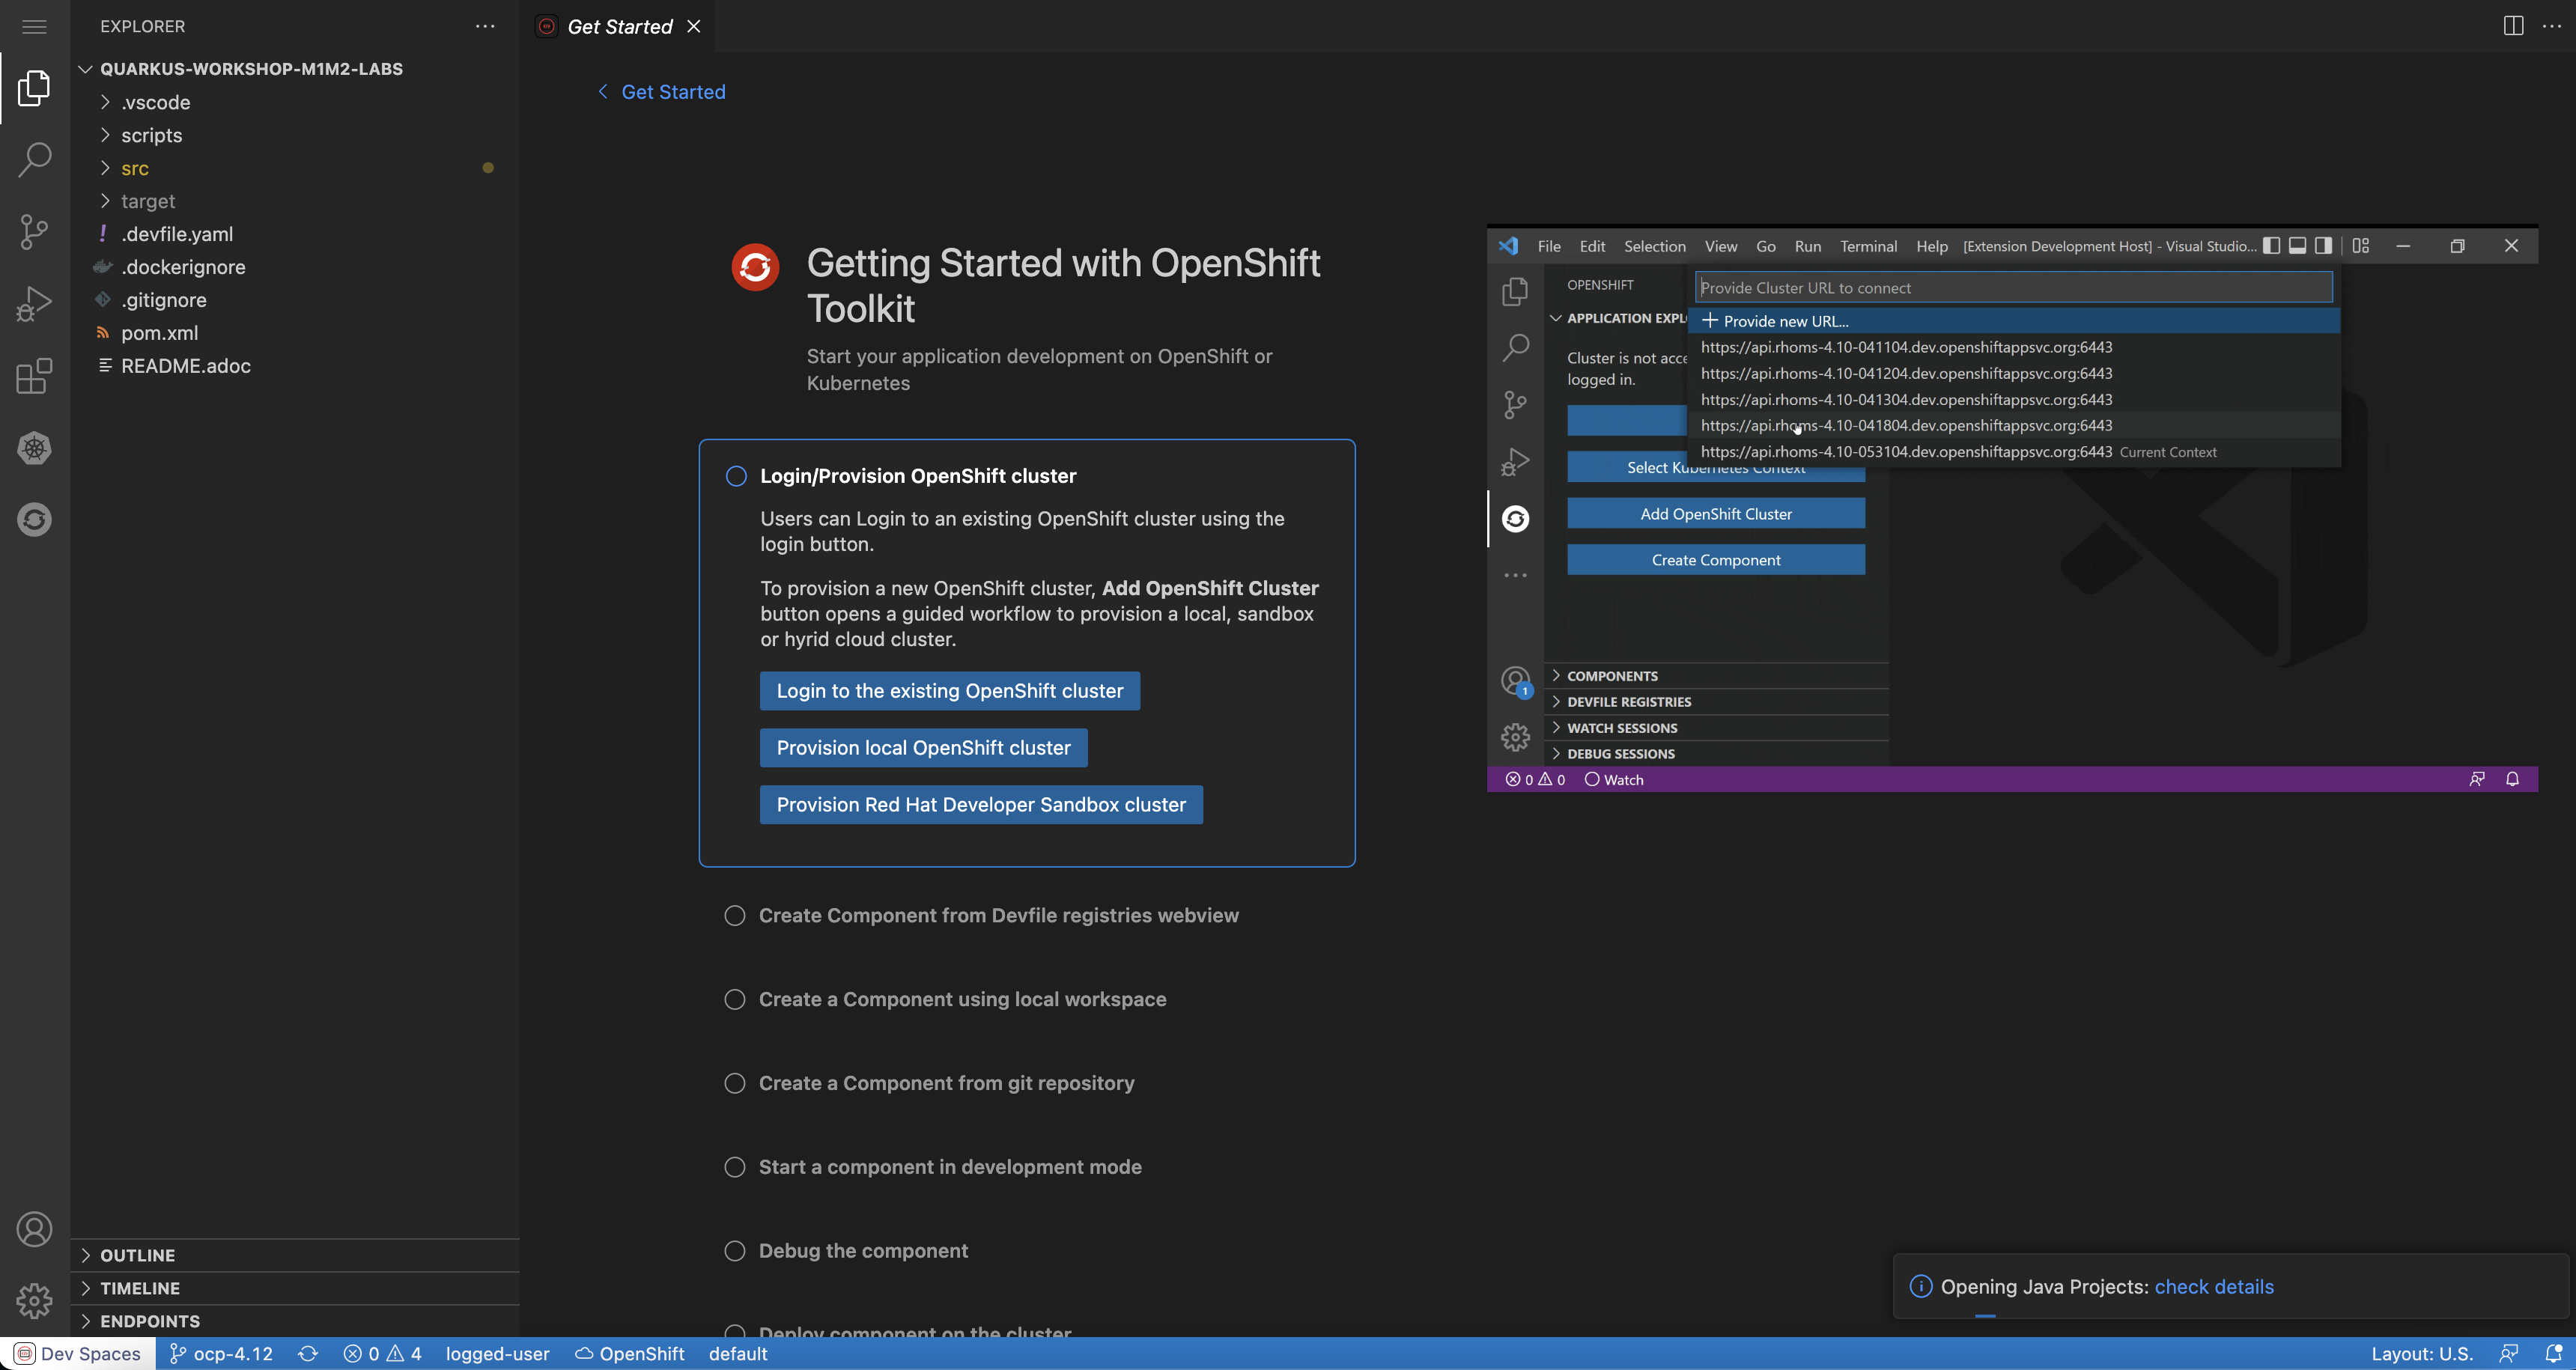 EXPLORER
QUARKUS-WORKSHOP-M1M2-LABS
.vscode
scripts
src
target
.devfile.yaml
.dockerignore
.gitignore
pom.xml
README.adoc
OUTLINE
TIMELINE
ENDPOINTS
Get Started
Get Started
Getting Started with OpenShift
Toolkit
Start your application development on OpenShift or
Kubernetes
Login/Provision OpenShift cluster
Users can Login to an existing OpenShift cluster using the
login button.
To provision a new OpenShift cluster, Add OpenShift Cluster
button opens a guided workflow to provision a local, sandbox
or hyrid cloud cluster.
Login to the existing OpenShift cluster
Provision local OpenShift cluster
Provision Red Hat Developer Sandbox cluster
Create Component from Devfile registries webview
Create a Component using local workspace
Create a Component from git repository
Start a component in development mode
Debug the component
Deploy component on the cluster
File Edit Selection View Go Run Terminal Help [Extension Development Host] - Visual Studio...
OPENSHIFT
Provide Cluster URL to connect
APPLICATION EXPL
Provide new URL...
https://api.rhoms-4.10-041104.dev.openshiftappsvc.org:6443
https://api.rhoms-4.10-041204.dev.openshiftappsvc.org:6443
https://api.rhoms-4.10-041304.dev.openshiftappsvc.org:6443
https://api.rhoms-4.10-041804.dev.openshiftappsvc.org:6443
https://api.rhoms-4.10-053104.dev.openshiftappsvc.org:6443 Current Context
Cluster is not acce
logged in.
Select Kubernetes Context
Add OpenShift Cluster
Create Component
1
COMPONENTS
DEVFILE REGISTRIES
WATCH SESSIONS
DEBUG SESSIONS
0 0 Watch
Opening Java Projects: check details
Dev Spaces ocp-4.12 0 4 logged-user OpenShift default Layout: U.S.